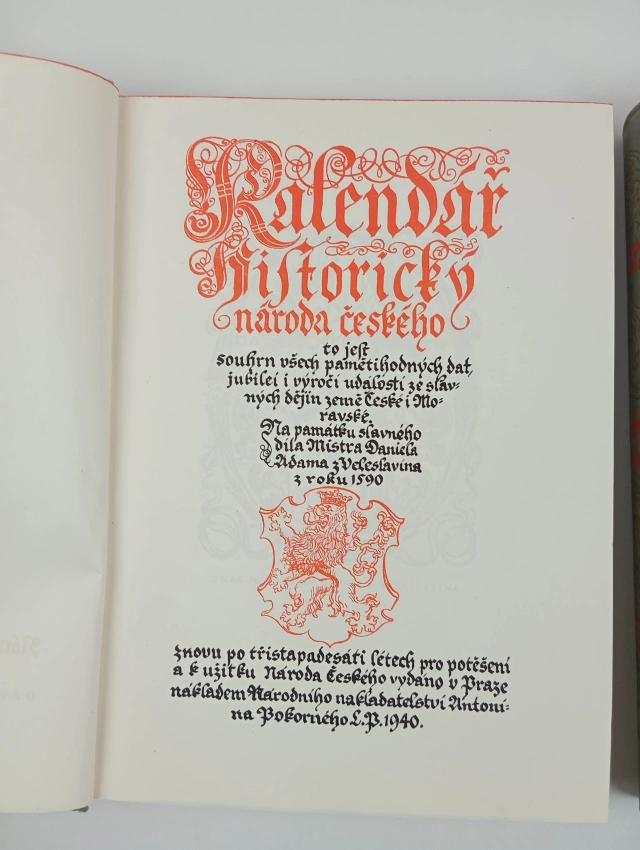 Kalendář
Historický
národa českého
to jest
souhrn všech pamětihodných dat,
jubileí i výročí událostí ze slav-
ných dějin země České i Mo-
ravské
Na památku slavného
díla Mistra Daniela
Adama z Veleslavína
z roku 1590
znovu po třistapadesáti létech pro potěšení
a k užitku Národa Českého vydáno v Praze
nákladem Národního nakladatelství Antoní-
na Pokorného L.P. 1940.